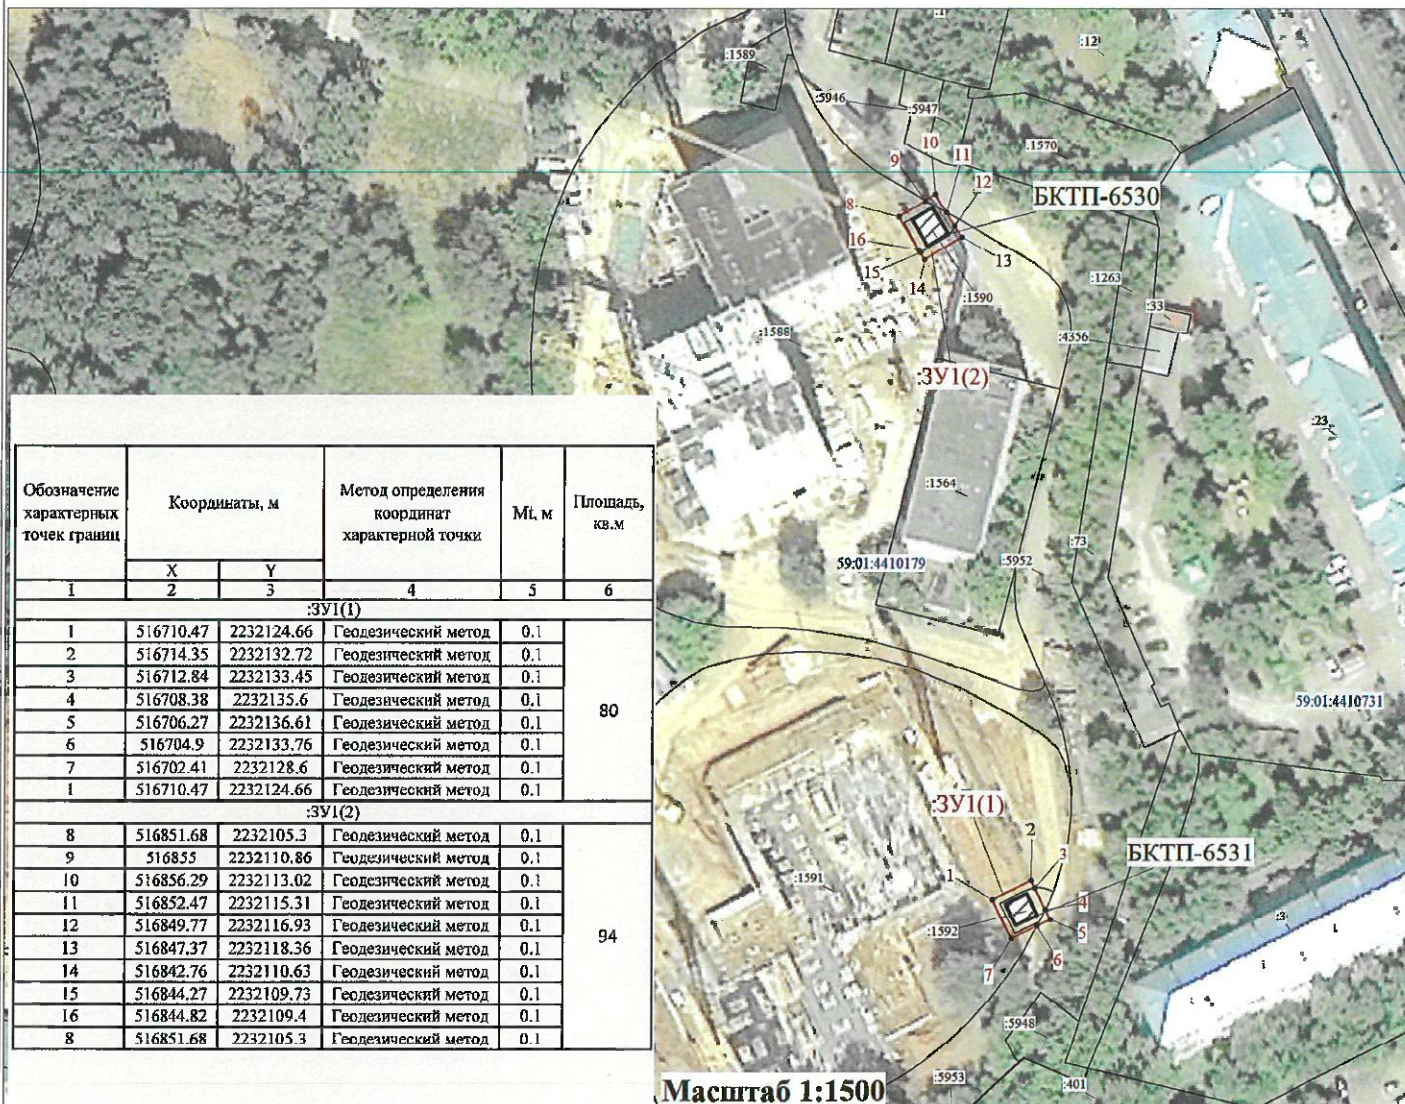 :1589
:1
:12
:5946
:5947
10
11
:1570
9
12
БКТП-6530
8
16
13
15
14
:1590
:1263
:33
:1588
:4356
:ЗУ1(2)
:23
:1564
59:01:4410179
:5952
:73
59:01:4410731
Обозначение характерных точек границ | Координаты, м | Метод определения координат характерной точки | Mt, м | Площадь, кв.м
X | Y
1 | 2 | 3 | 4 | 5 | 6
:ЗУ1(1)
1 | 516710.47 | 2232124.66 | Геодезический метод | 0.1 | 80
2 | 516714.35 | 2232132.72 | Геодезический метод | 0.1
3 | 516712.84 | 2232133.45 | Геодезический метод | 0.1
4 | 516708.38 | 2232135.6 | Геодезический метод | 0.1
5 | 516706.27 | 2232136.61 | Геодезический метод | 0.1
6 | 516704.9 | 2232133.76 | Геодезический метод | 0.1
7 | 516702.41 | 2232128.6 | Геодезический метод | 0.1
1 | 516710.47 | 2232124.66 | Геодезический метод | 0.1
:ЗУ1(2)
8 | 516851.68 | 2232105.3 | Геодезический метод | 0.1 | 94
9 | 516855 | 2232110.86 | Геодезический метод | 0.1
10 | 516856.29 | 2232113.02 | Геодезический метод | 0.1
11 | 516852.47 | 2232115.31 | Геодезический метод | 0.1
12 | 516849.77 | 2232116.93 | Геодезический метод | 0.1
13 | 516847.37 | 2232118.36 | Геодезический метод | 0.1
14 | 516842.76 | 2232110.63 | Геодезический метод | 0.1
15 | 516844.27 | 2232109.73 | Геодезический метод | 0.1
16 | 516844.82 | 2232109.4 | Геодезический метод | 0.1
8 | 516851.68 | 2232105.3 | Геодезический метод | 0.1
:ЗУ1(1)
2
3
БКТП-6531
:1591
1
4
:3
:1592
5
7
6
:5948
:5953
:401
Масштаб 1:1500